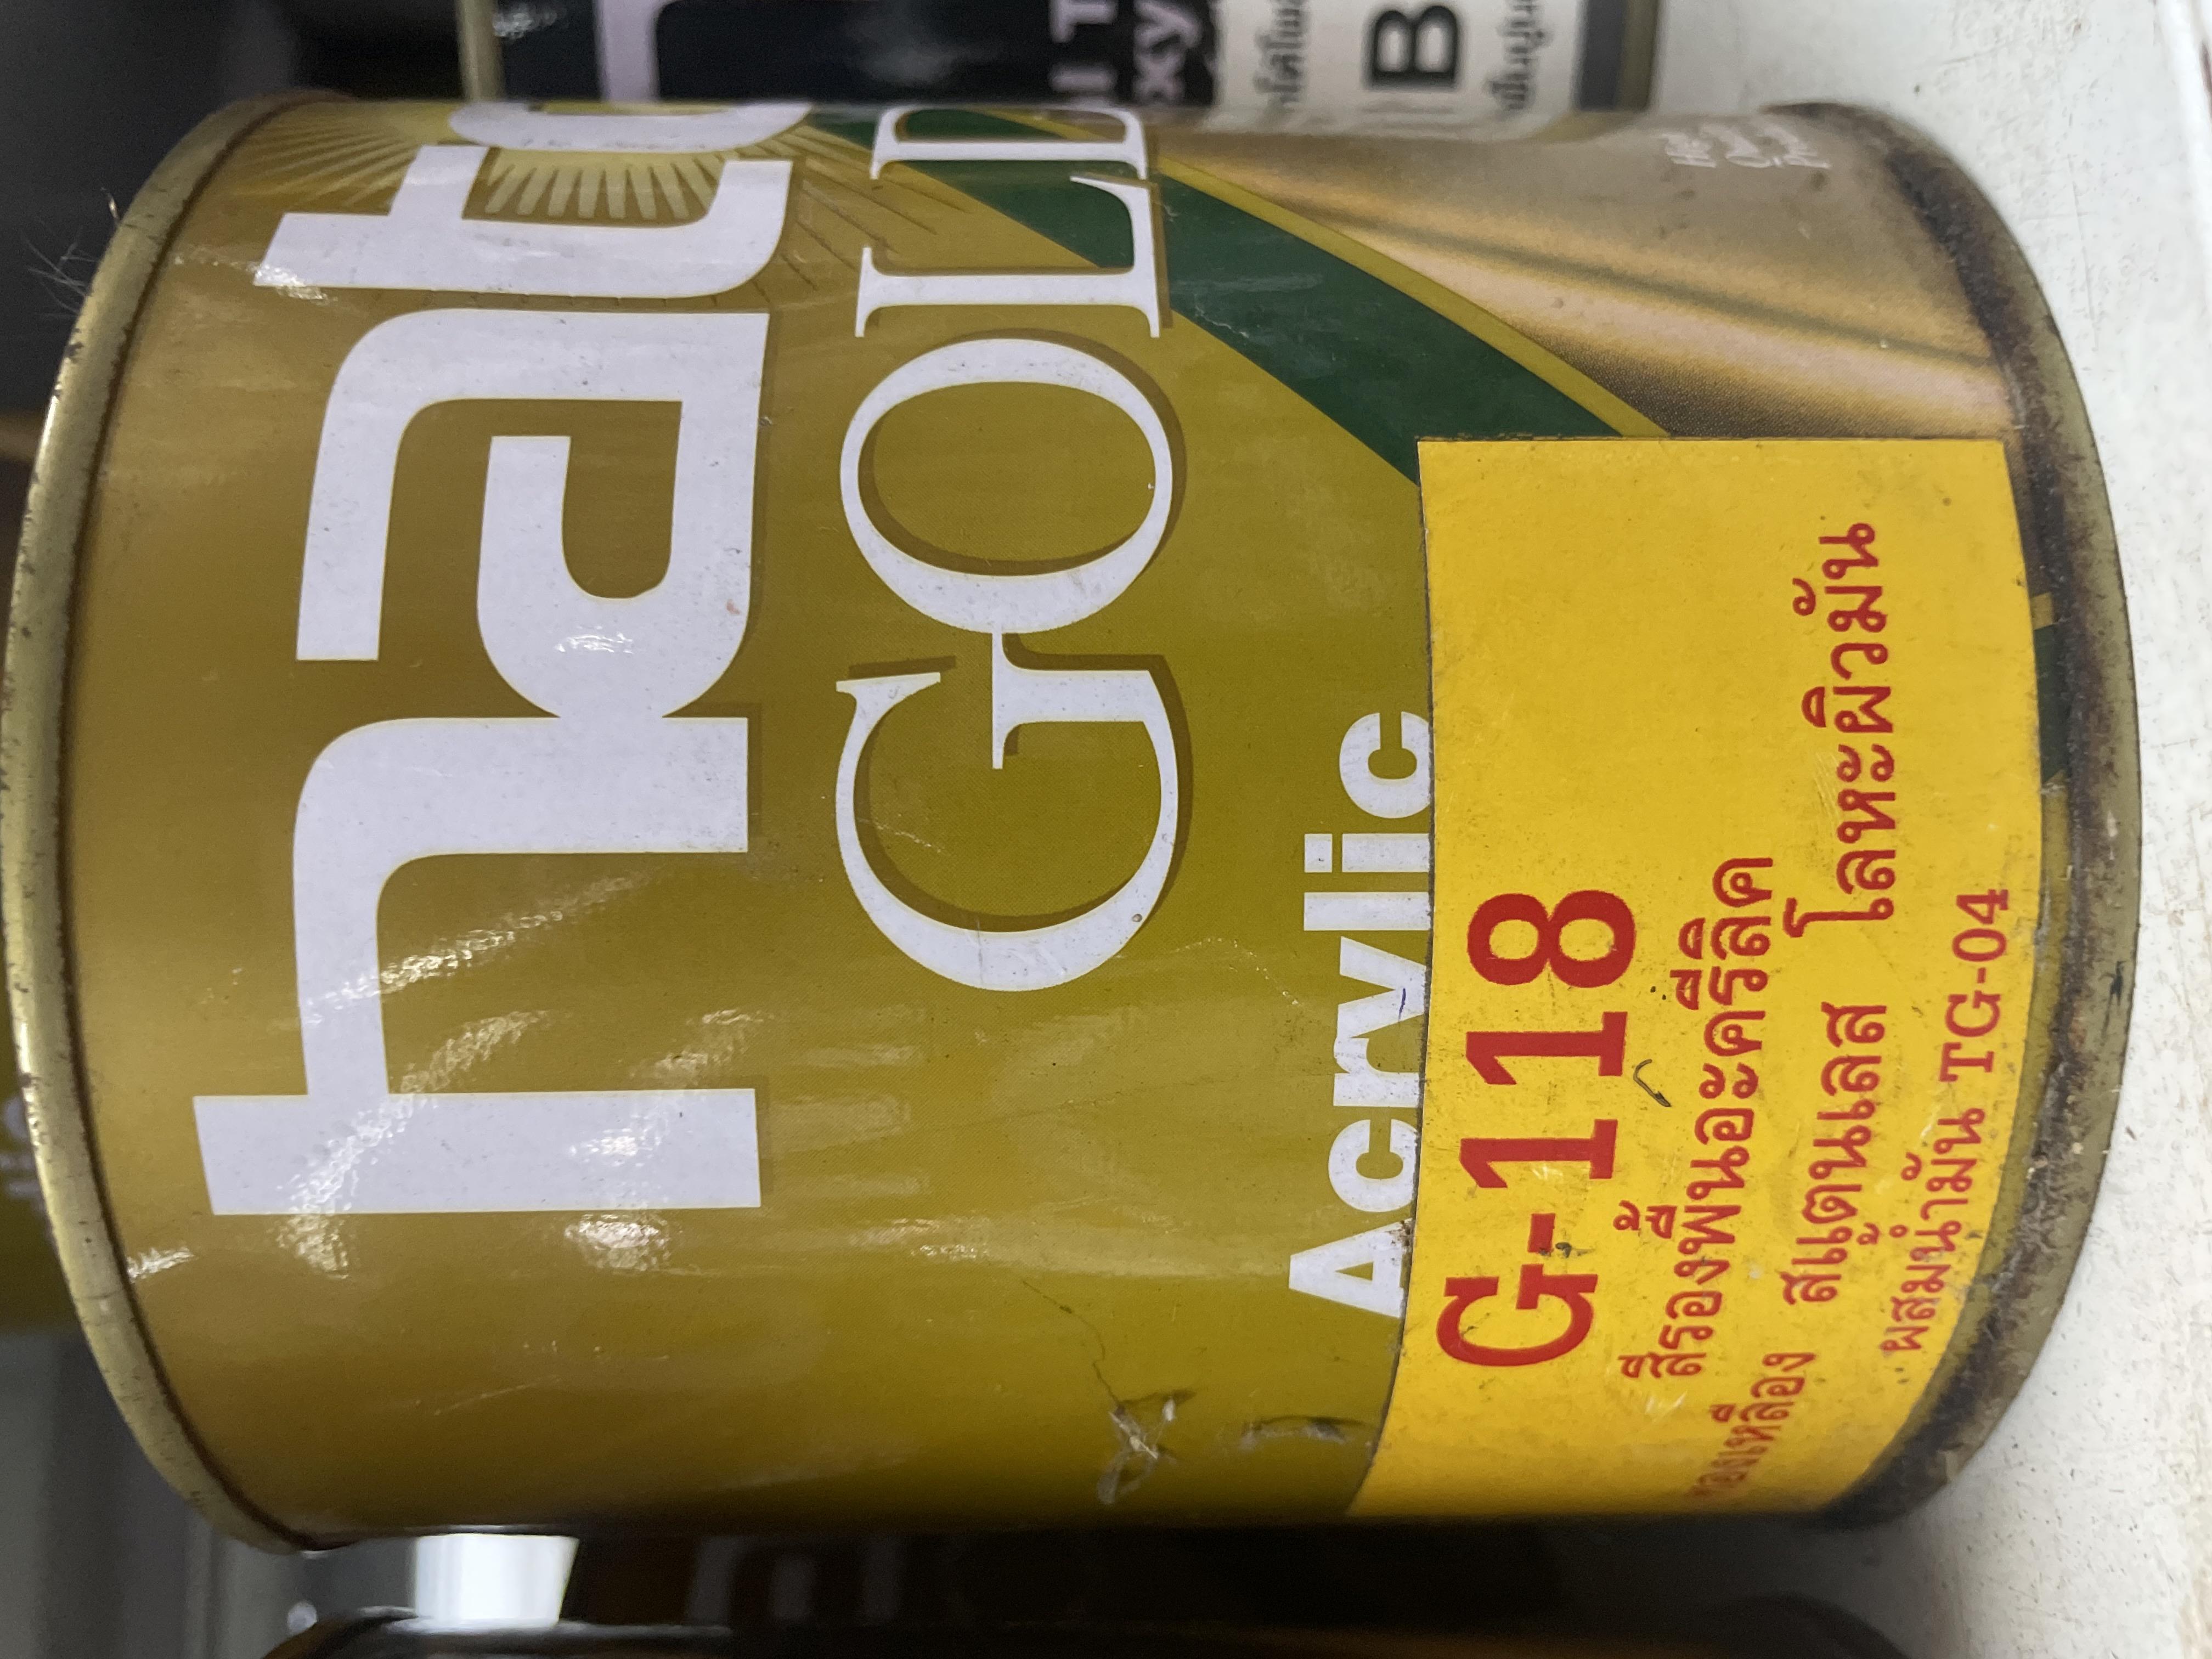 hato
GOLD
Acrylic
G-118
สีรองพื้นอะคริลิค
ทองเหลือง สแตนเลส โลหะผิวมัน
ผสมน้ำมัน TG-04
B